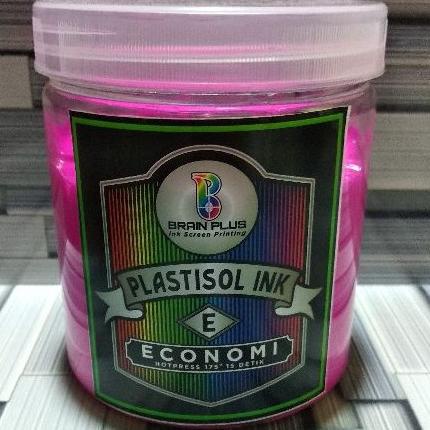 B
BRAIN PLUS
Ink Screen Printing
PLASTISOL INK
E
ECONOMI
HOTPRESS 175° 15 DETIK